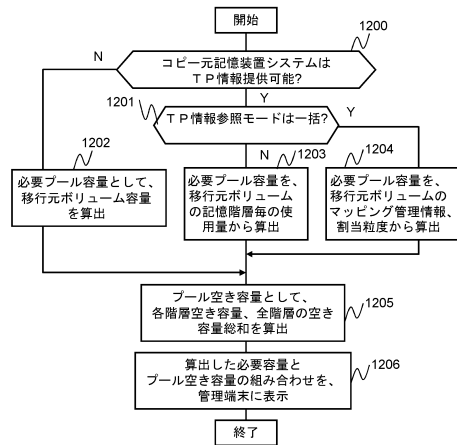 開始
1200
コピー元記憶装置システムは
ＴＰ情報提供可能?
N
Y
1201
ＴＰ情報参照モードは一括?
Y
N
1202
必要プール容量として、
移行元ボリューム容量
を算出
1203
必要プール容量を、
移行元ボリューム
の記憶階層毎の使
用量から算出
1204
必要プール容量を、
移行元ボリュームの
マッピング管理情報、
割当粒度から算出
1205
プール空き容量として、
各階層空き容量、全階層の空き
容量総和を算出
1206
算出した必要容量と
プール空き容量の組み合わせを、
管理端末に表示
終了